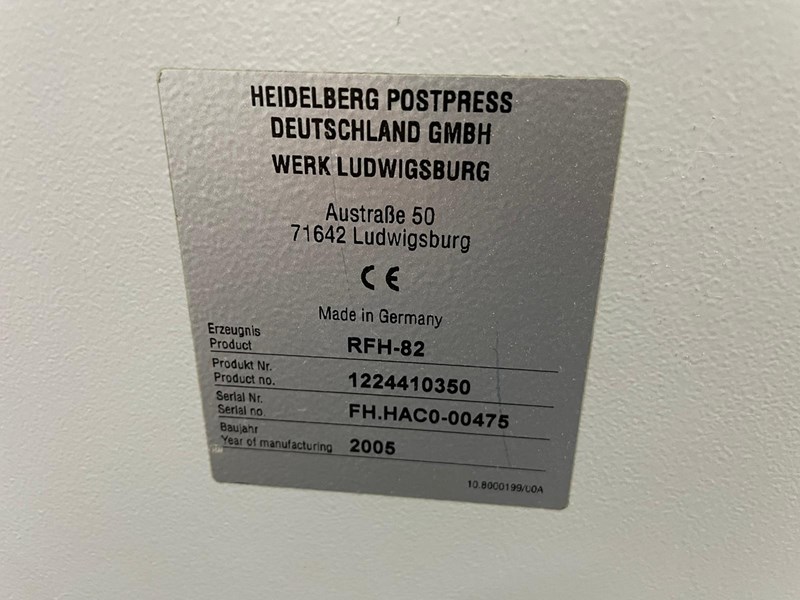 HEIDELBERG POSTPRESS
DEUTSCHLAND GMBH
WERK LUDWIGSBURG
Austraße 50
71642 Ludwigsburg
CE
Made in Germany
Erzeugnis
Product RFH-82
Produkt Nr.
Product no. 1224410350
Serial Nr.
Serial no. FH.HAC0-00475
Baujahr
Year of manufacturing 2005
10.8000199/00A